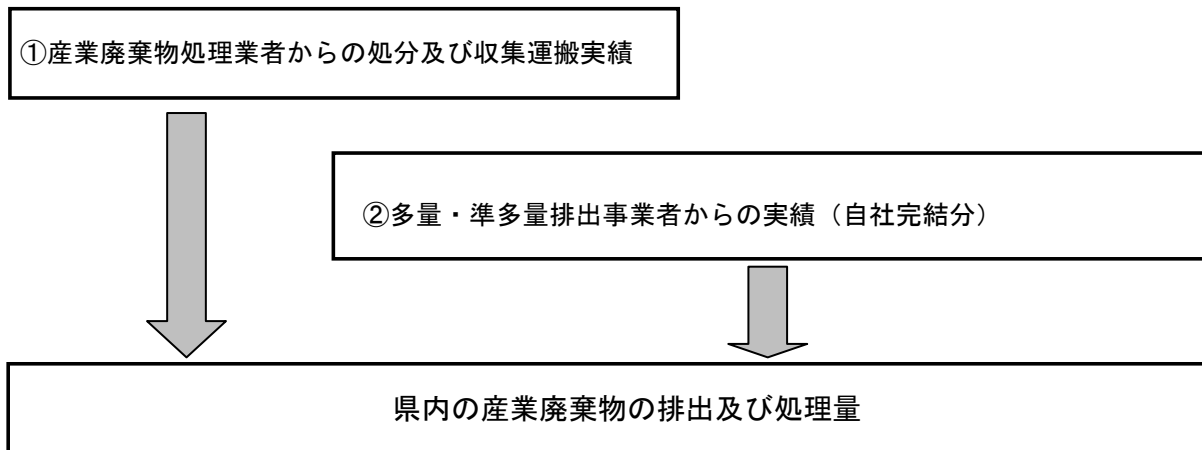 ①産業廃棄物処理業者からの処分及び収集運搬実績
②多量・準多量排出事業者からの実績（自社完結分）
県内の産業廃棄物の排出及び処理量